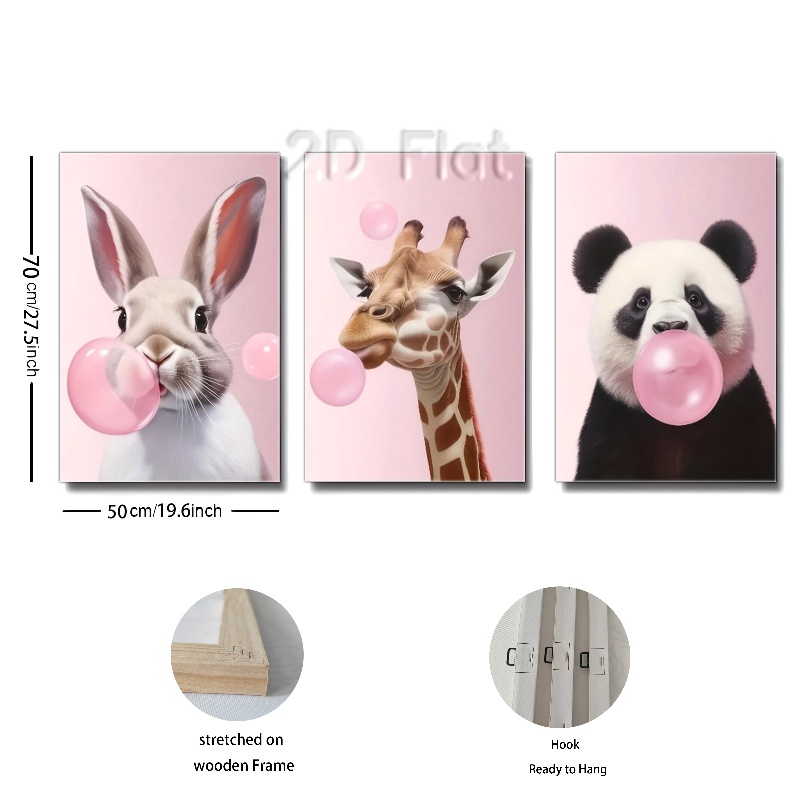 2D Flat
70 cm/27.5inch
50cm/19.6inch
stretched on
wooden Frame
Hook
Ready to Hang